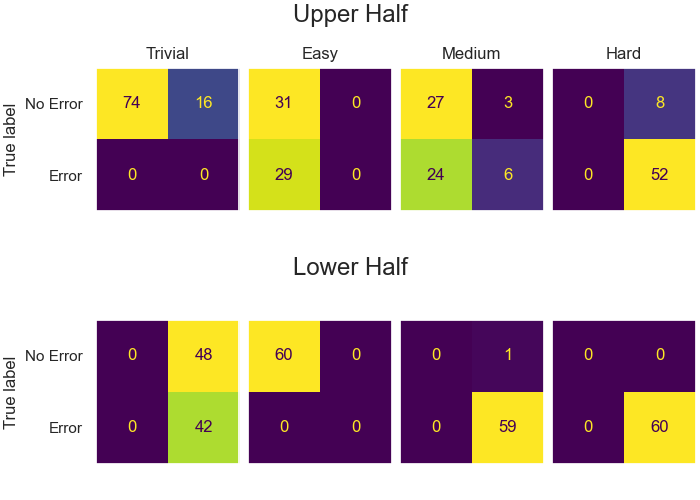 Upper Half
Trivial Easy Medium Hard
True label
No Error 74 16 31 0 27 3 0 8
Error 0 0 29 0 24 6 0 52
Lower Half
True label
No Error 0 48 60 0 0 1 0 0
Error 0 42 0 0 0 59 0 60